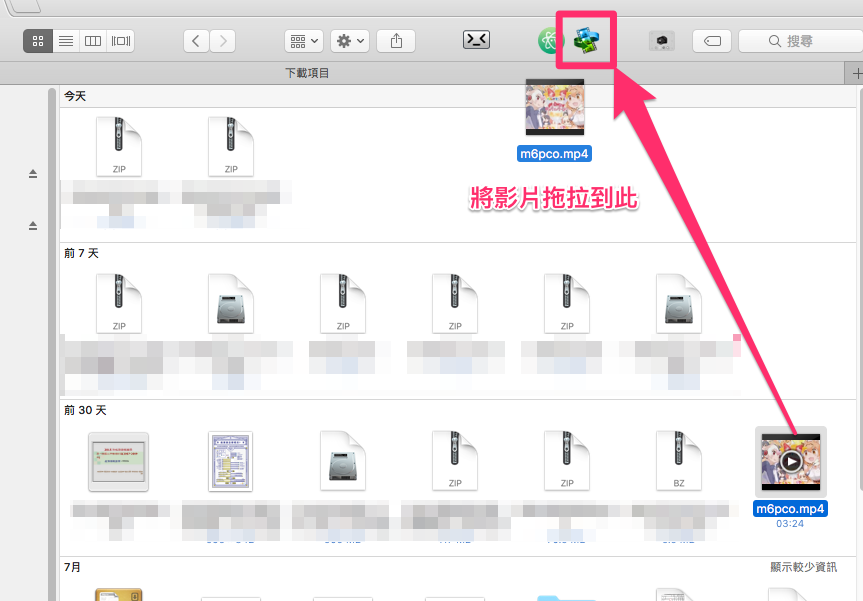 搜尋
下載項目
今天
ZIP
ZIP
m6pco.mp4
將影片拖拉到此
前 7 天
ZIP
ZIP
ZIP
ZIP
前 30 天
ZIP
ZIP
BZ
m6pco.mp4
03:24
7月
顯示較少資訊